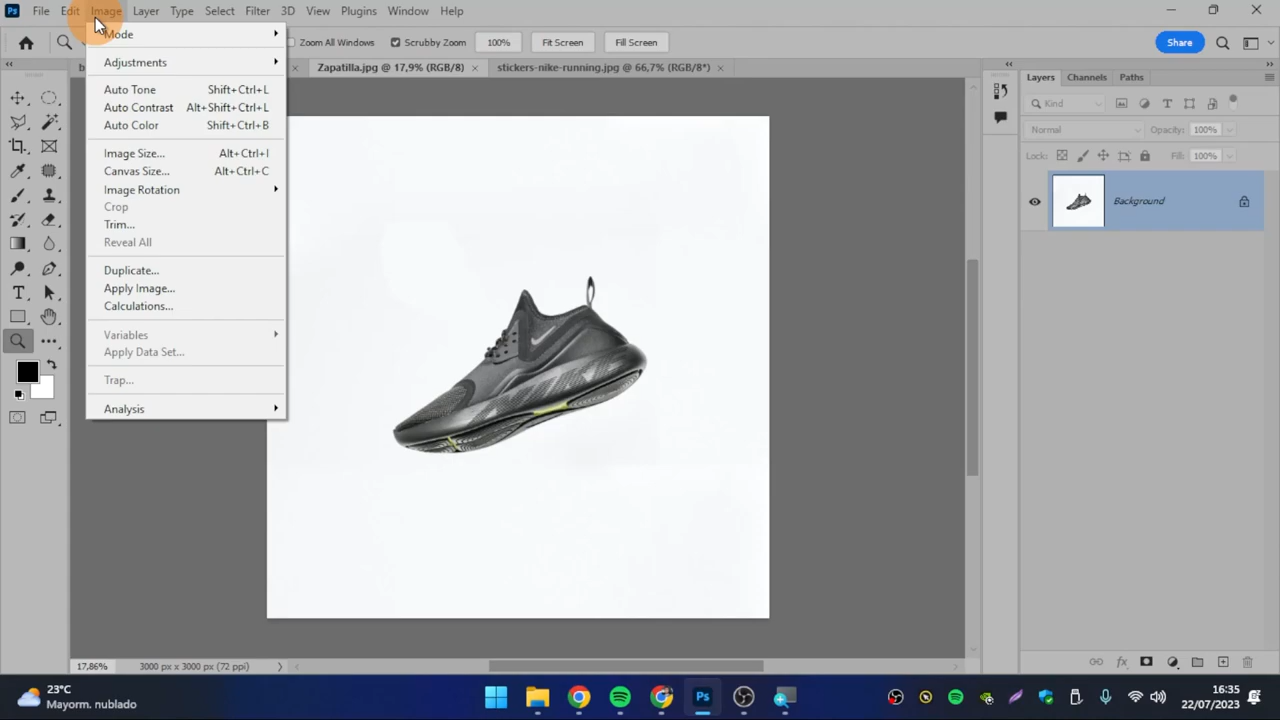 Ps File Edit Image Layer Type Select Filter 3D View Plugins Window Help
Zoom All Windows Scrubby Zoom 100% Fit Screen Fill Screen Share
Zapatilla.jpg @ 17,9% (RGB/8) × stickers-nike-running.jpg @ 66,7% (RGB/8*) ×
Mode
Adjustments
Auto Tone Shift+Ctrl+L
Auto Contrast Alt+Shift+Ctrl+L
Auto Color Shift+Ctrl+B
Image Size... Alt+Ctrl+I
Canvas Size... Alt+Ctrl+C
Image Rotation
Crop
Trim...
Reveal All
Duplicate...
Apply Image...
Calculations...
Variables
Apply Data Set...
Trap...
Analysis
Layers Channels Paths
Kind
Normal Opacity: 100%
Lock: Fill: 100%
Background
17,86% 3000 px x 3000 px (72 ppi)
23°C
Mayorm. nublado
Ps
16:35
22/07/2023